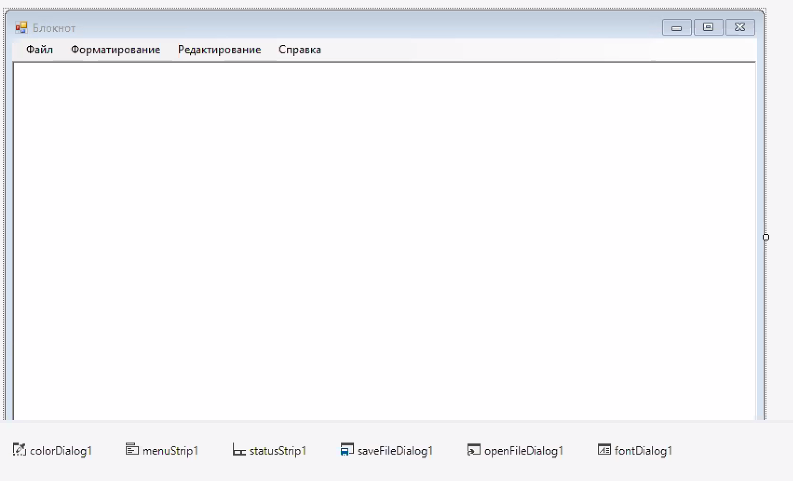 Блокнот
Файл Форматирование Редактирование Справка
colorDialog1 menuStrip1 statusStrip1 saveFileDialog1 openFileDialog1 fontDialog1